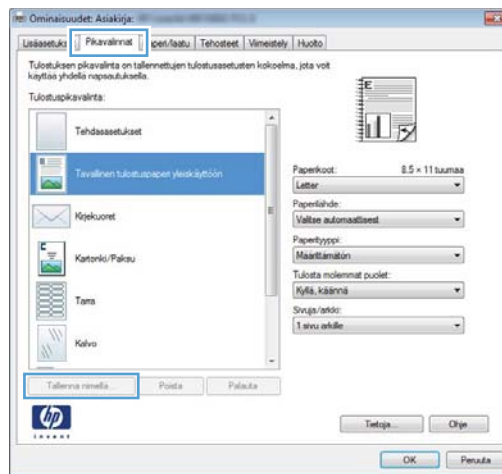 Ominaisuudet: Asiakirja:
Lisäasetuks Pikavalinnat aperi/laatu Tehosteet Viimeistely Huolto
Tulostuksen pikavalinta on tallennettujen tulostusasetusten kokoelma, jota voit
käyttää yhdellä napsautuksella.
Tulostuspikavalinta:
Tehdasasetukset
Tavallinen tulostuspaperi yleiskäyttöön
Kirjekuoret
Kartonki/Paksu
Tarra
Kalvo
Paperikoot: 8.5 × 11 tuumaa
Letter
Paperilähde:
Valitse automaattisest
Paperityyppi:
Määrittämätön
Tulosta molemmat puolet:
Kyllä, käännä
Sivuja/arkki:
1 sivu arkille
Tallenna nimellä... Poista Palauta
hp
invent
Tietoja... Ohje
OK Peruuta